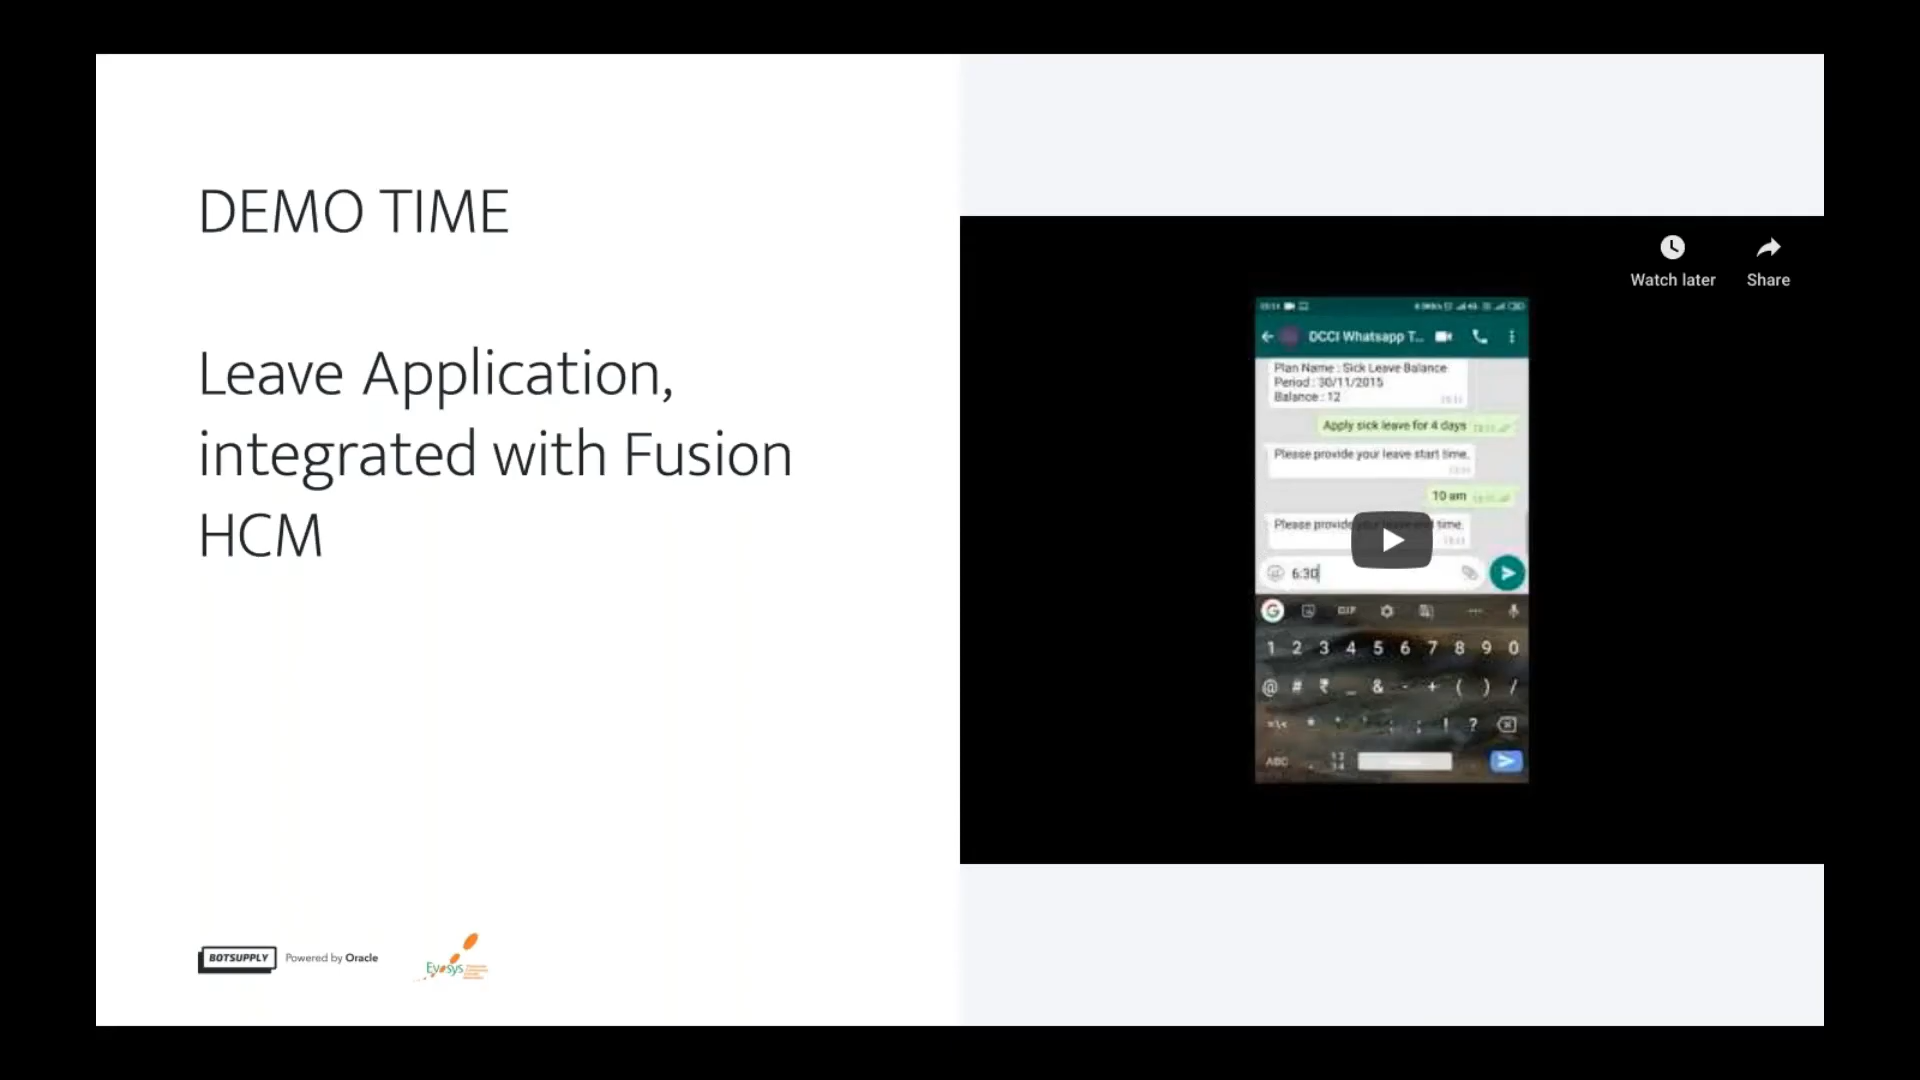 DEMO TIME
Leave Application,
integrated with Fusion
HCM
BOTSUPPLY Powered by Oracle
Evosys
Watch later
Share
DCCI Whatsapp T...
Plan Name : Sick Leave Balance
Period : 30/11/2015
Balance : 12
Apply sick leave for 4 days
Please provide your leave start time.
10 am
Please provide your leave end time.
6:30
GIF
1 2 3 4 5 6 7 8 9 0
@ # ₹ _ & - + ( ) /
=\< * " ' : ; ! ?
ABC , 12 34